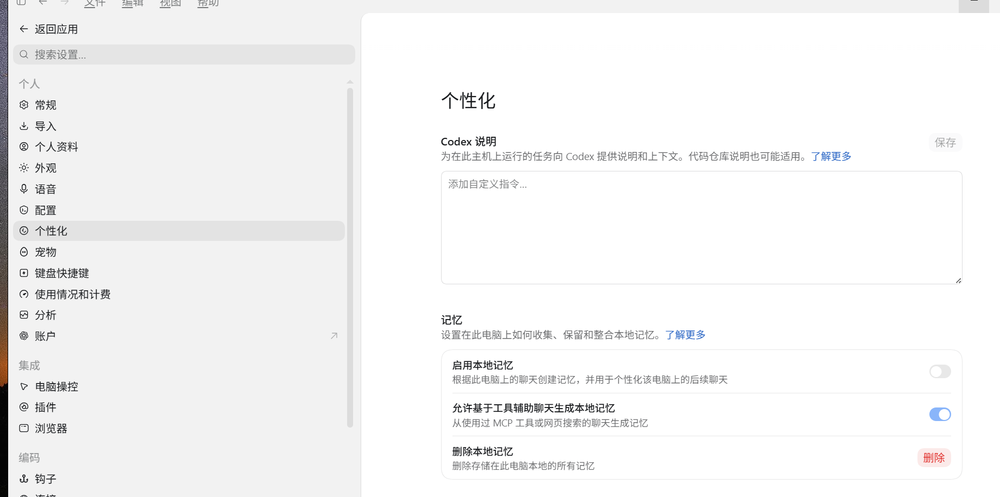 文件 编辑 视图 帮助
返回应用
搜索设置...
个人
常规
导入
个人资料
外观
语音
配置
个性化
宠物
键盘快捷键
使用情况和计费
分析
账户
集成
电脑操控
插件
浏览器
编码
钩子
连接
个性化
Codex 说明
保存
为在此主机上运行的任务向 Codex 提供说明和上下文。代码仓库说明也可能适用。了解更多
添加自定义指令...
记忆
设置在此电脑上如何收集、保留和整合本地记忆。了解更多
启用本地记忆
根据此电脑上的聊天创建记忆，并用于个性化该电脑上的后续聊天
允许基于工具辅助聊天生成本地记忆
从使用过 MCP 工具或网页搜索的聊天生成记忆
删除本地记忆
删除存储在此电脑本地的所有记忆
删除